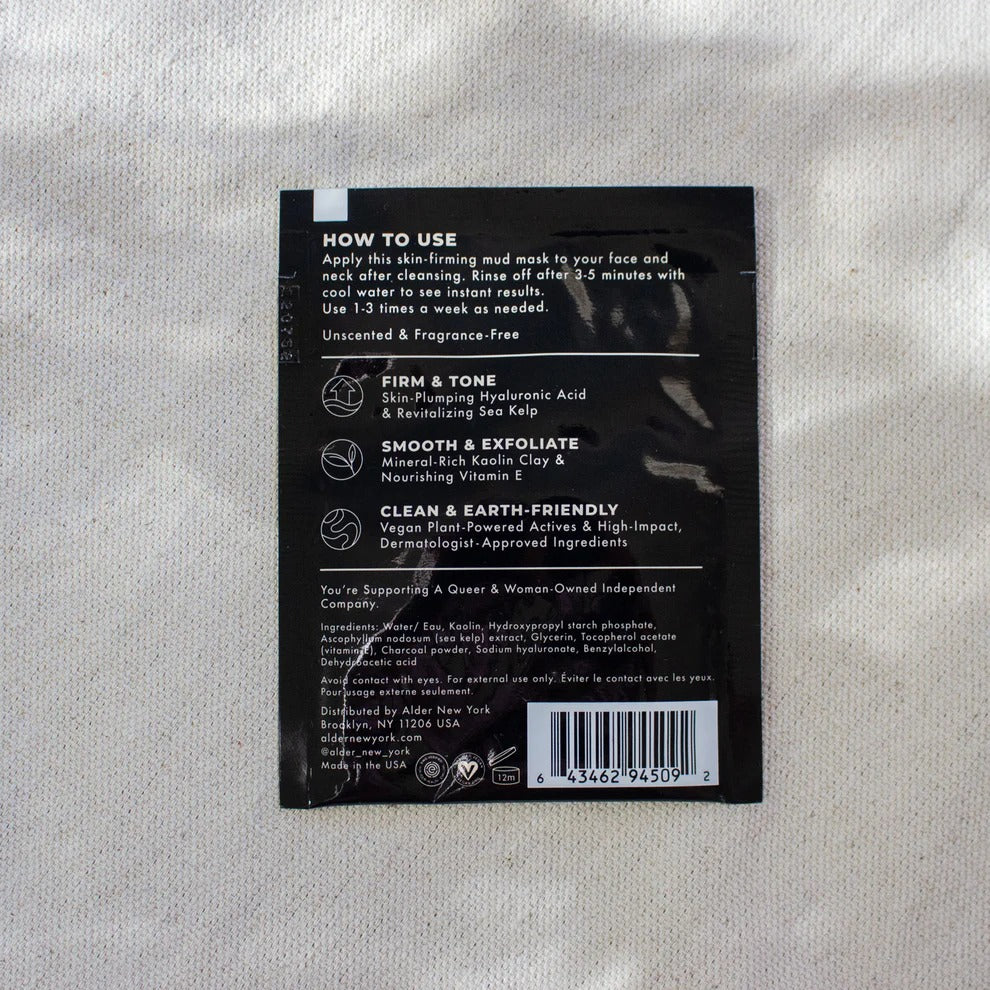 HOW TO USE
Apply this skin-firming mud mask to your face and
neck after cleansing. Rinse off after 3-5 minutes with
cool water to see instant results.
Use 1-3 times a week as needed.
Unscented & Fragrance-Free
FIRM & TONE
Skin-Plumping Hyaluronic Acid
& Revitalizing Sea Kelp
SMOOTH & EXFOLIATE
Mineral-Rich Kaolin Clay &
Nourishing Vitamin E
CLEAN & EARTH-FRIENDLY
Vegan Plant-Powered Actives & High-Impact,
Dermatologist-Approved Ingredients
You're Supporting A Queer & Woman-Owned Independent
Company.
Ingredients: Water/ Eau, Kaolin, Hydroxypropyl starch phosphate,
Ascophyllum nodosum (sea kelp) extract, Glycerin, Tocopherol acetate
(vitamin E), Charcoal powder, Sodium hyaluronate, Benzylalcohol,
Dehydroacetic acid
Avoid contact with eyes. For external use only. Éviter le contact avec les yeux.
Pour usage externe seulement.
Distributed by Alder New York
Brooklyn, NY 11206 USA
aldernewyork.com
@alder_new_york
Made in the USA
12m
6 43462 94509 2